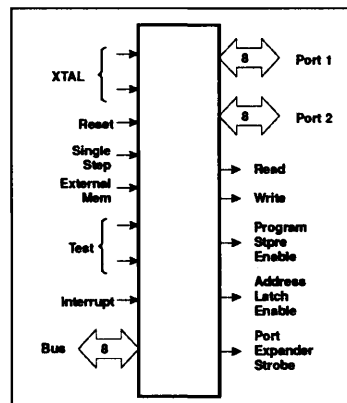 XTAL
Reset
Single
Step
External
Mem
Test
Interrupt
Bus
8
8
Port 1
8
Port 2
Read
Write
Program
Stpre
Enable
Address
Latch
Enable
Port
Expander
Strobe